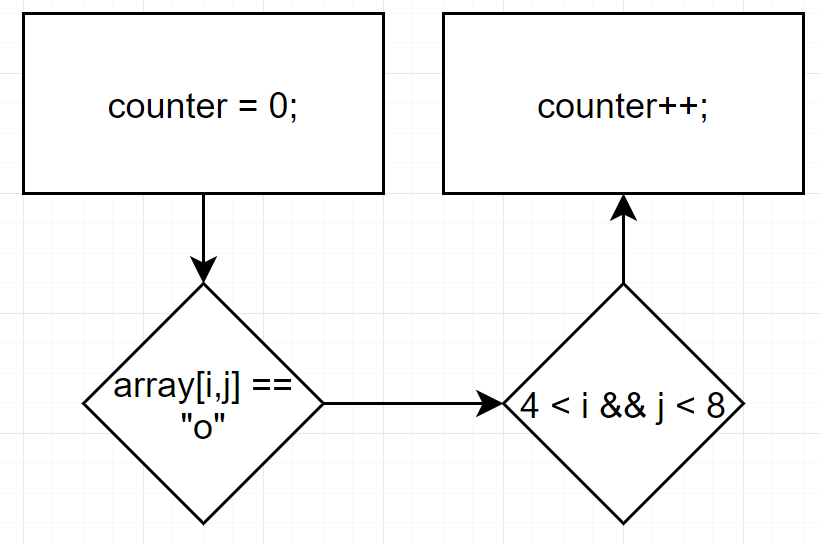 counter = 0;
counter++;
array[i,j] ==
"o"
4 < i && j < 8